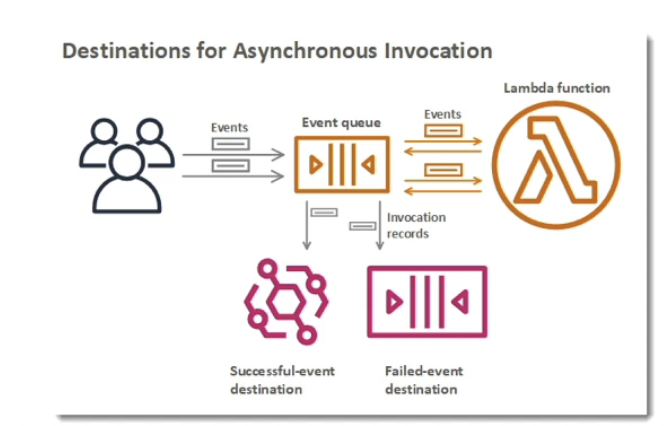 Destinations for Asynchronous Invocation
Lambda function
Events
Event queue
Events
Invocation
records
Successful-event
destination
Failed-event
destination